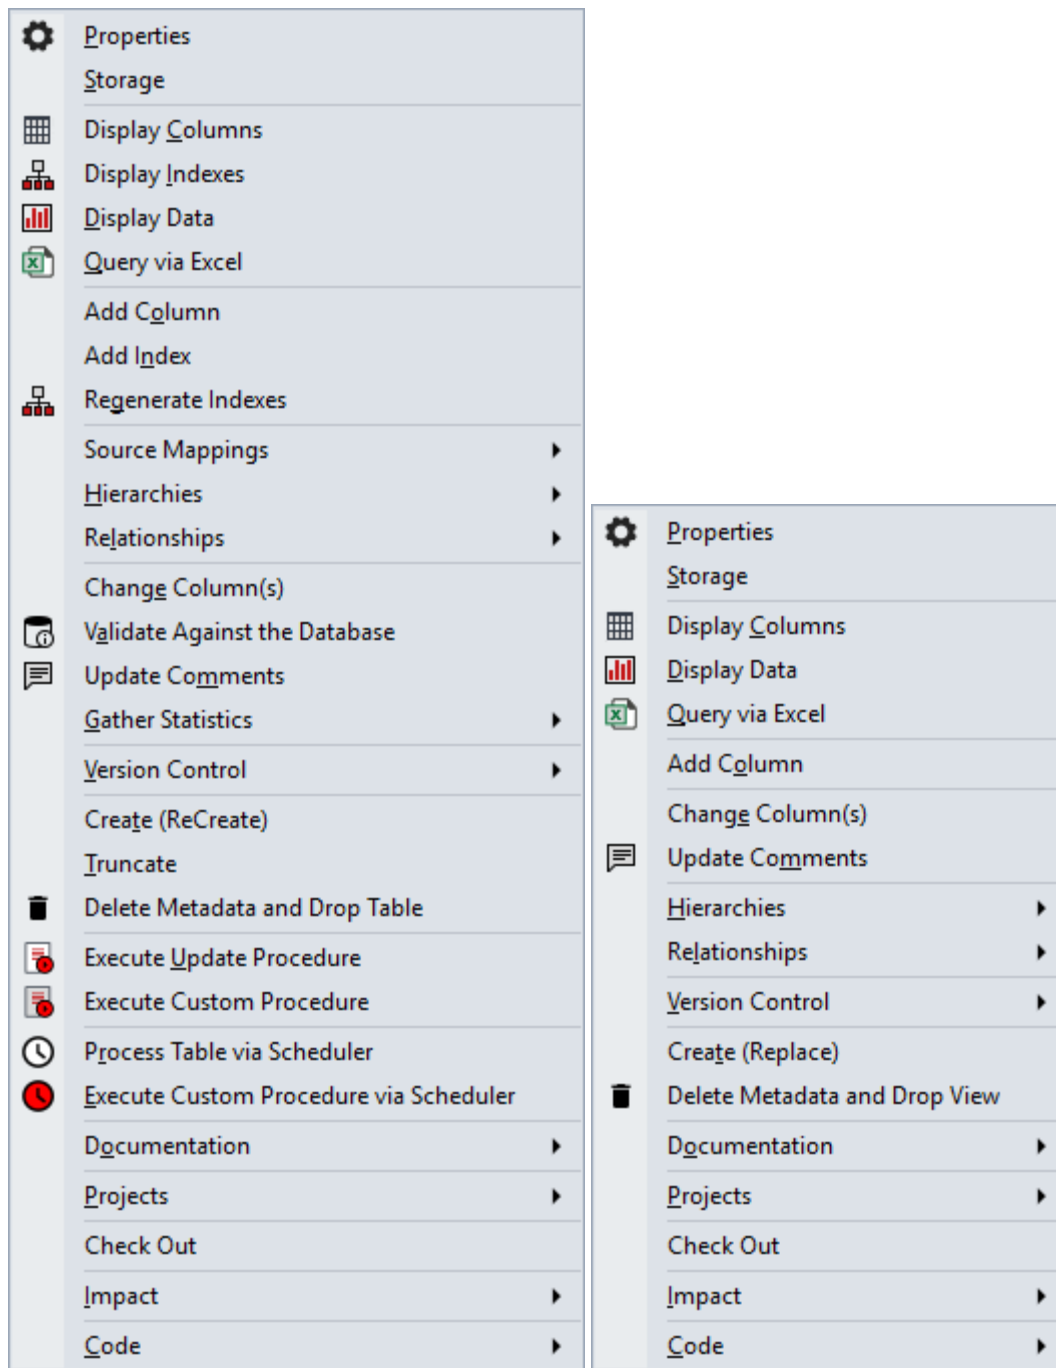 Properties
Storage
Display Columns
Display Indexes
Display Data
Query via Excel
Add Column
Add Index
Regenerate Indexes
Source Mappings
Hierarchies
Relationships
Change Column(s)
Validate Against the Database
Update Comments
Gather Statistics
Version Control
Create (ReCreate)
Truncate
Delete Metadata and Drop Table
Execute Update Procedure
Execute Custom Procedure
Process Table via Scheduler
Execute Custom Procedure via Scheduler
Documentation
Projects
Check Out
Impact
Code
Properties
Storage
Display Columns
Display Data
Query via Excel
Add Column
Change Column(s)
Update Comments
Hierarchies
Relationships
Version Control
Create (Replace)
Delete Metadata and Drop View
Documentation
Projects
Check Out
Impact
Code